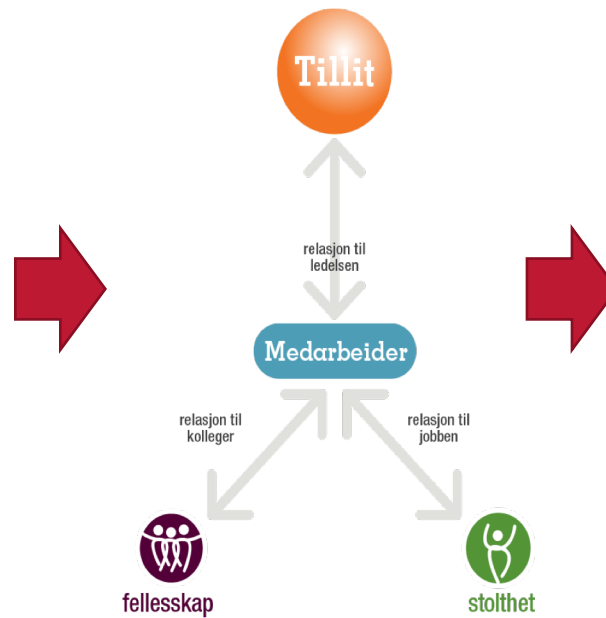 Tillit
relasjon til
ledelsen
Medarbeider
relasjon til
kolleger
relasjon til
jobben
fellesskap
stolthet